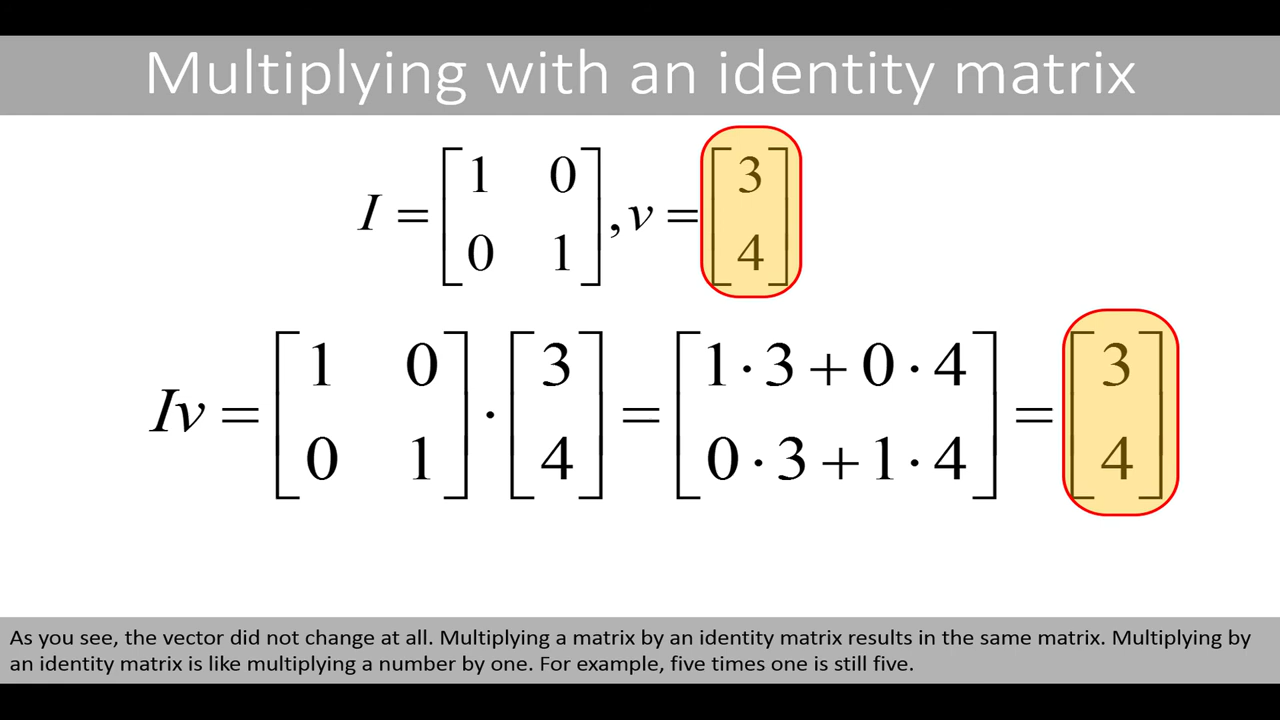 Multiplying with an identity matrix
I = [1 0; 0 1], v = [3; 4]
Iv = [1 0; 0 1] · [3; 4] = [1·3+0·4; 0·3+1·4] = [3; 4]
As you see, the vector did not change at all. Multiplying a matrix by an identity matrix results in the same matrix. Multiplying by
an identity matrix is like multiplying a number by one. For example, five times one is still five.